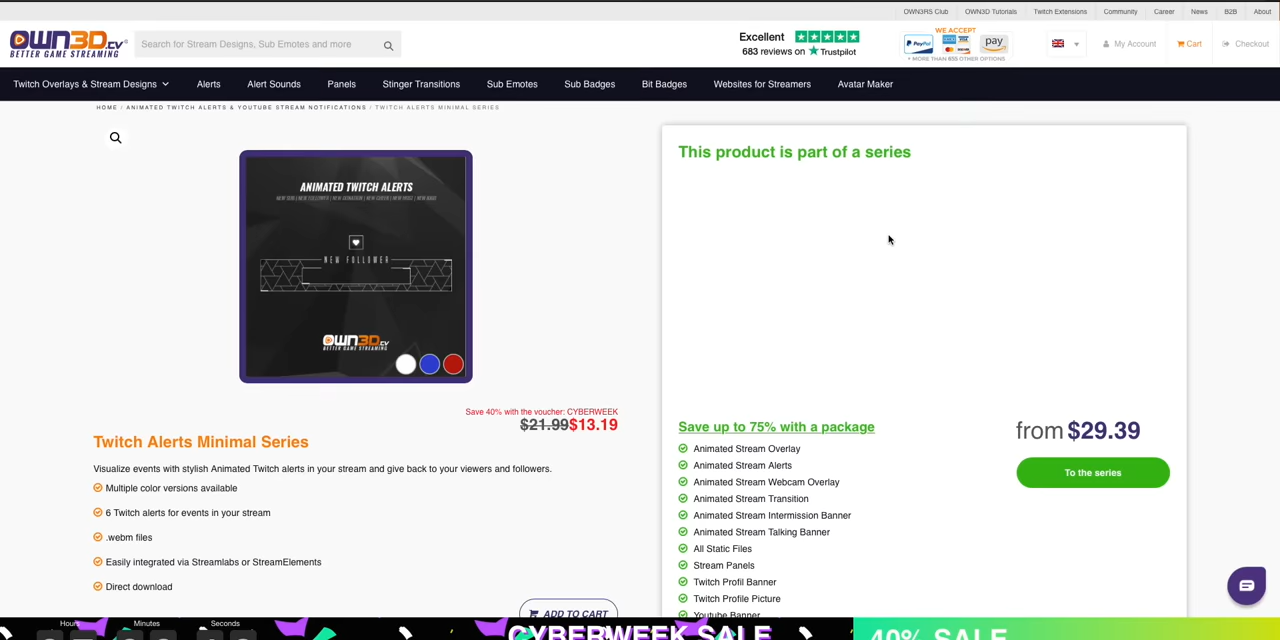 OWN3RS Club OWN3D Tutorials Twitch Extensions Community Career News B2B About
OWN3D.TV®
BETTER GAME STREAMING
Search for Stream Designs, Sub Emotes and more
Excellent
683 reviews on Trustpilot
WE ACCEPT
PayPal
pay
+ MORE THAN 655 OTHER OPTIONS
My Account
Cart
Checkout
Twitch Overlays & Stream Designs Alerts Alert Sounds Panels Stinger Transitions Sub Emotes Sub Badges Bit Badges Websites for Streamers Avatar Maker
HOME / ANIMATED TWITCH ALERTS & YOUTUBE STREAM NOTIFICATIONS / TWITCH ALERTS MINIMAL SERIES
ANIMATED TWITCH ALERTS
NEW FOLLOWER
OWN3D.TV
BETTER GAME STREAMING
Save 40% with the voucher: CYBERWEEK
$21.99$13.19
Twitch Alerts Minimal Series
Visualize events with stylish Animated Twitch alerts in your stream and give back to your viewers and followers.
Multiple color versions available
6 Twitch alerts for events in your stream
.webm files
Easily integrated via Streamlabs or StreamElements
Direct download
ADD TO CART
This product is part of a series
Save up to 75% with a package
Animated Stream Overlay
Animated Stream Alerts
Animated Stream Webcam Overlay
Animated Stream Transition
Animated Stream Intermission Banner
Animated Stream Talking Banner
All Static Files
Stream Panels
Twitch Profil Banner
Twitch Profile Picture
Youtube Banner
from $29.39
To the series
Hours Minutes Seconds
CYBERWEEK SALE
40% SALE